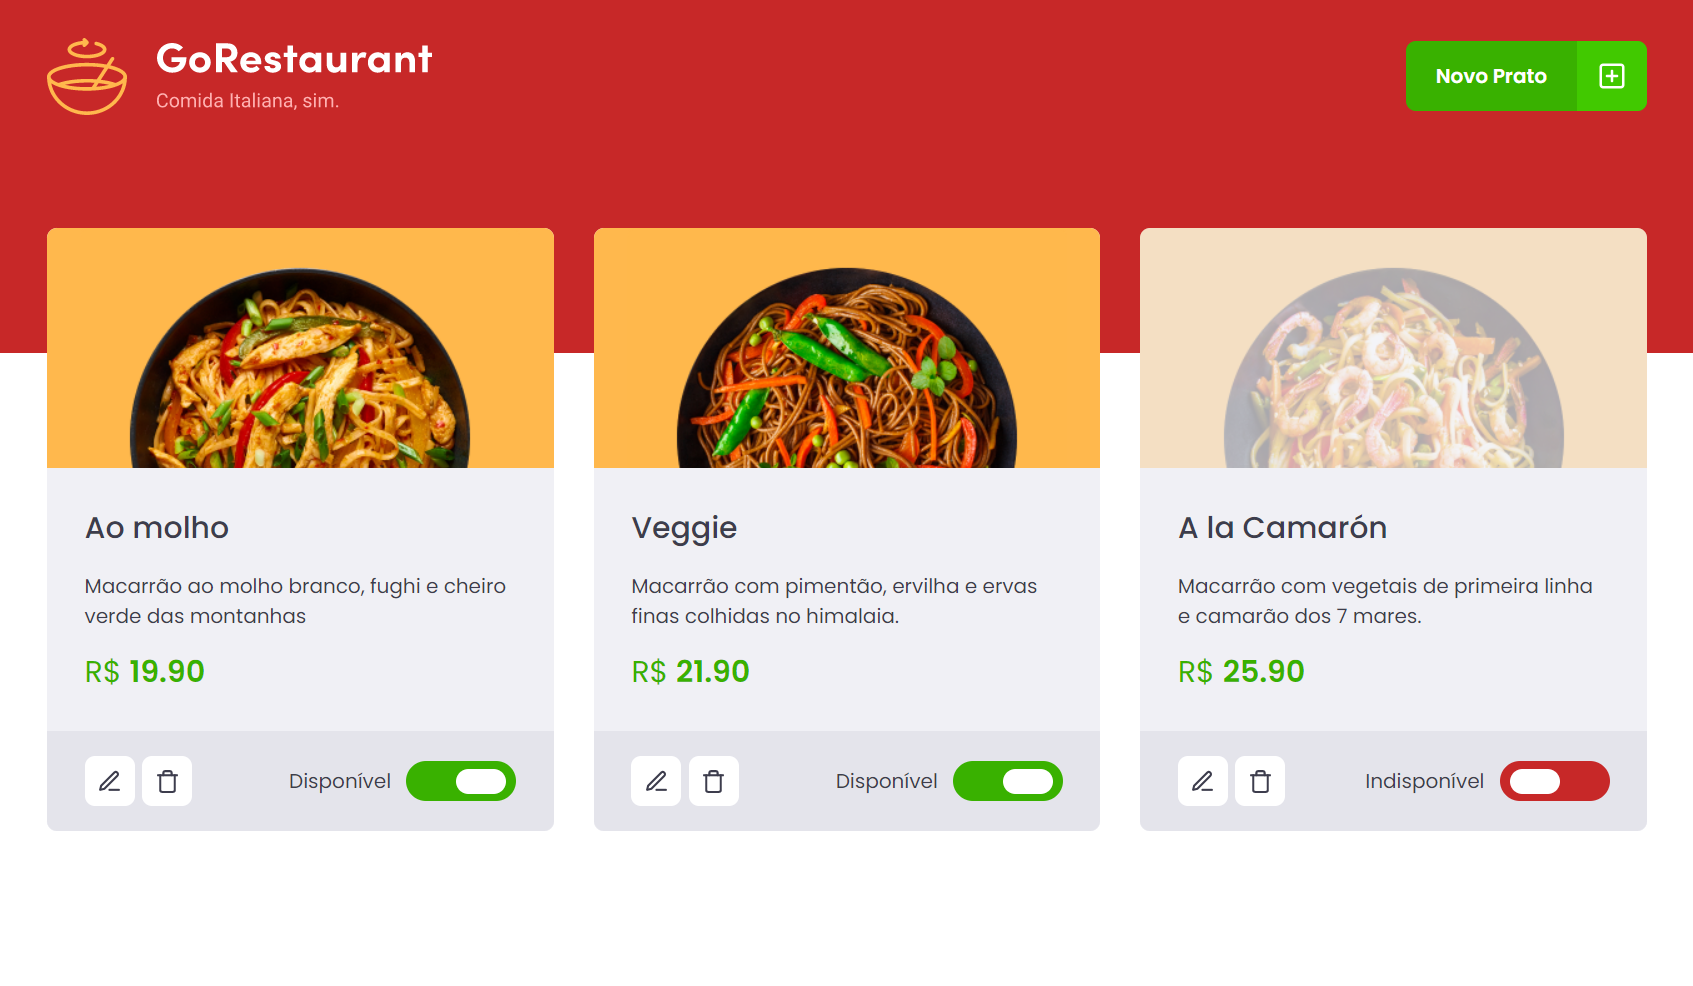 GoRestaurant
Comida Italiana, sim.
Novo Prato
Ao molho
Macarrão ao molho branco, fughi e cheiro
verde das montanhas
R$ 19.90
Disponível
Veggie
Macarrão com pimentão, ervilha e ervas
finas colhidas no himalaia.
R$ 21.90
Disponível
A la Camarón
Macarrão com vegetais de primeira linha
e camarão dos 7 mares.
R$ 25.90
Indisponível